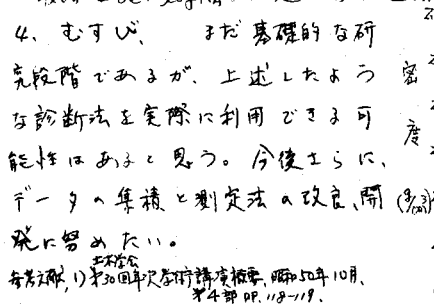 4. むすび、　まだ基礎的な研
究段階であるが、上述したよう
な診断法を実際に利用できる可
能性はあると思う。今後さらに、
データの集積と測定法の改良、開
発に努めたい。
土木学会
参考文献、1) 第30回年次学術講演概要、昭和50年10月、
第4部 PP. 118~119.
密
度